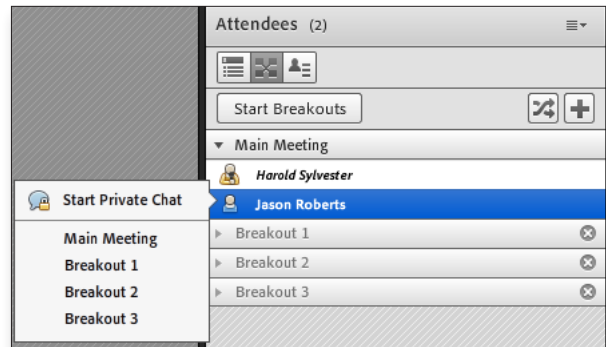 Attendees (2)
Start Breakouts
Main Meeting
Harold Sylvester
Jason Roberts
Breakout 1
Breakout 2
Breakout 3
Start Private Chat
Main Meeting
Breakout 1
Breakout 2
Breakout 3